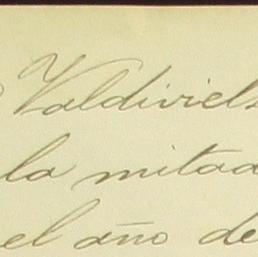 Valdiviels
la mitad
el año de